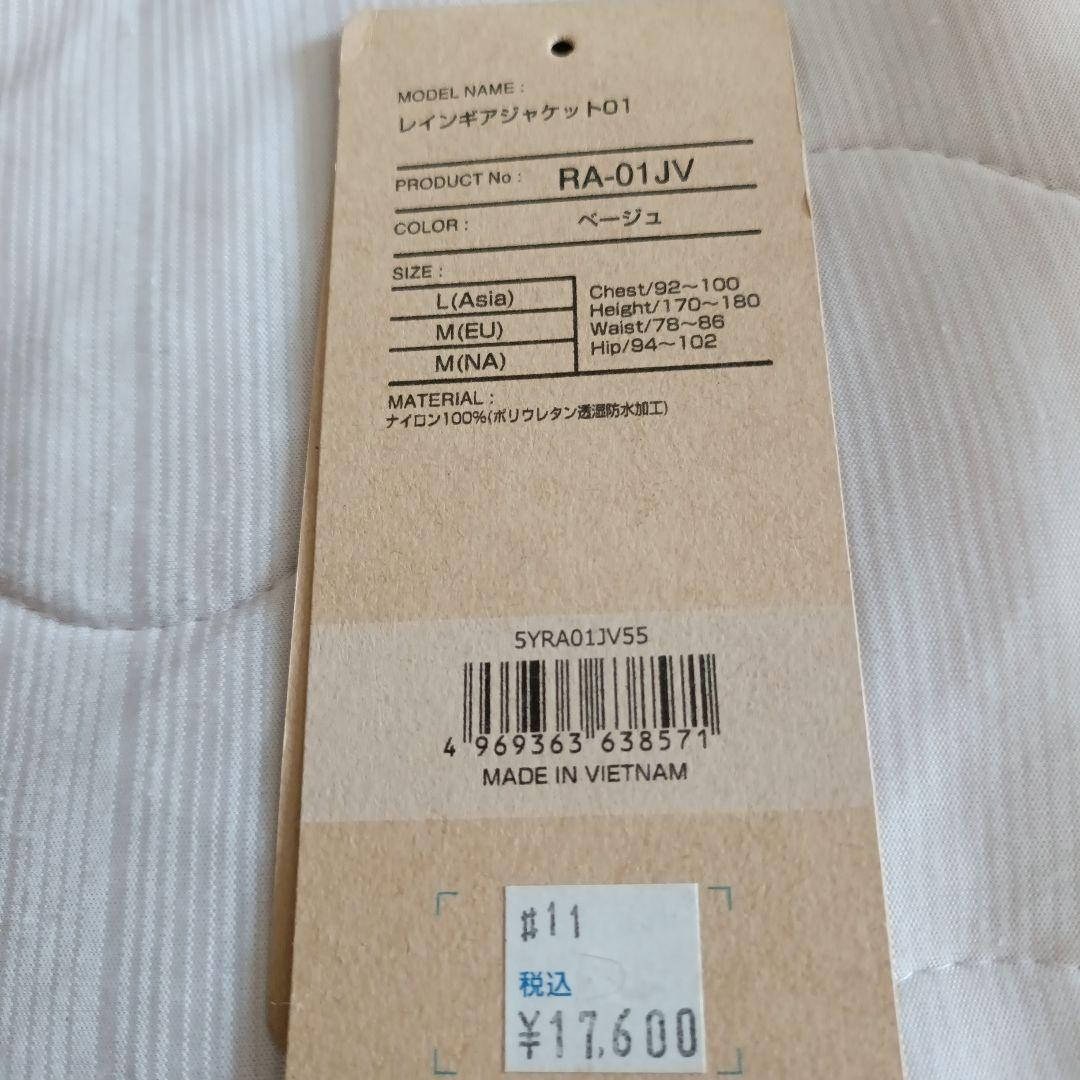 MODEL NAME :
レインギアジャケット01
PRODUCT No : RA-01JV
COLOR : ベージュ
SIZE :
L(Asia)
M(EU)
M(NA)
Chest/92～100
Height/170～180
Waist/78～86
Hip/94～102
MATERIAL :
ナイロン100%(ポリウレタン透湿防水加工)
5YRA01JV55
4 969363 638571
MADE IN VIETNAM
#11
税込
¥17,600